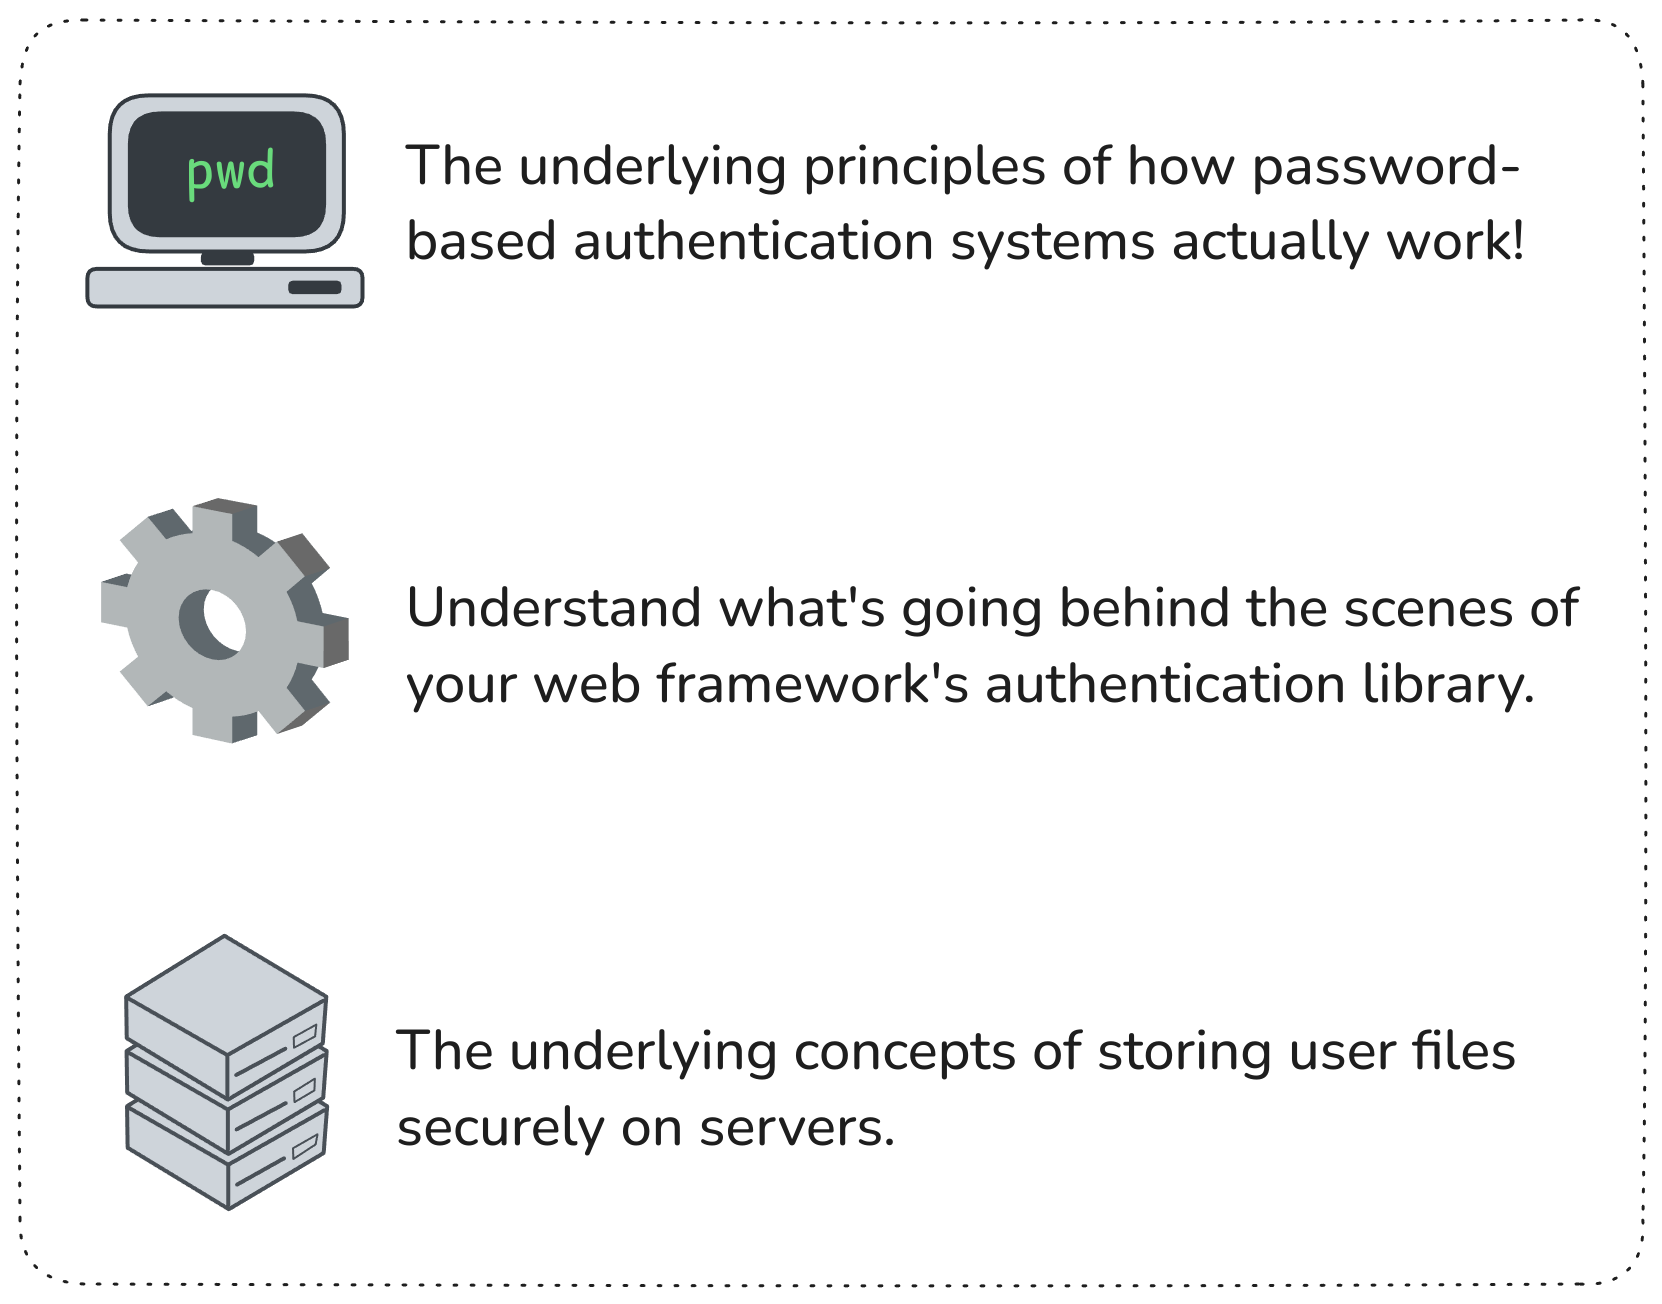 pwd
The underlying principles of how password-
based authentication systems actually work!
Understand what's going behind the scenes of
your web framework's authentication library.
The underlying concepts of storing user files
securely on servers.